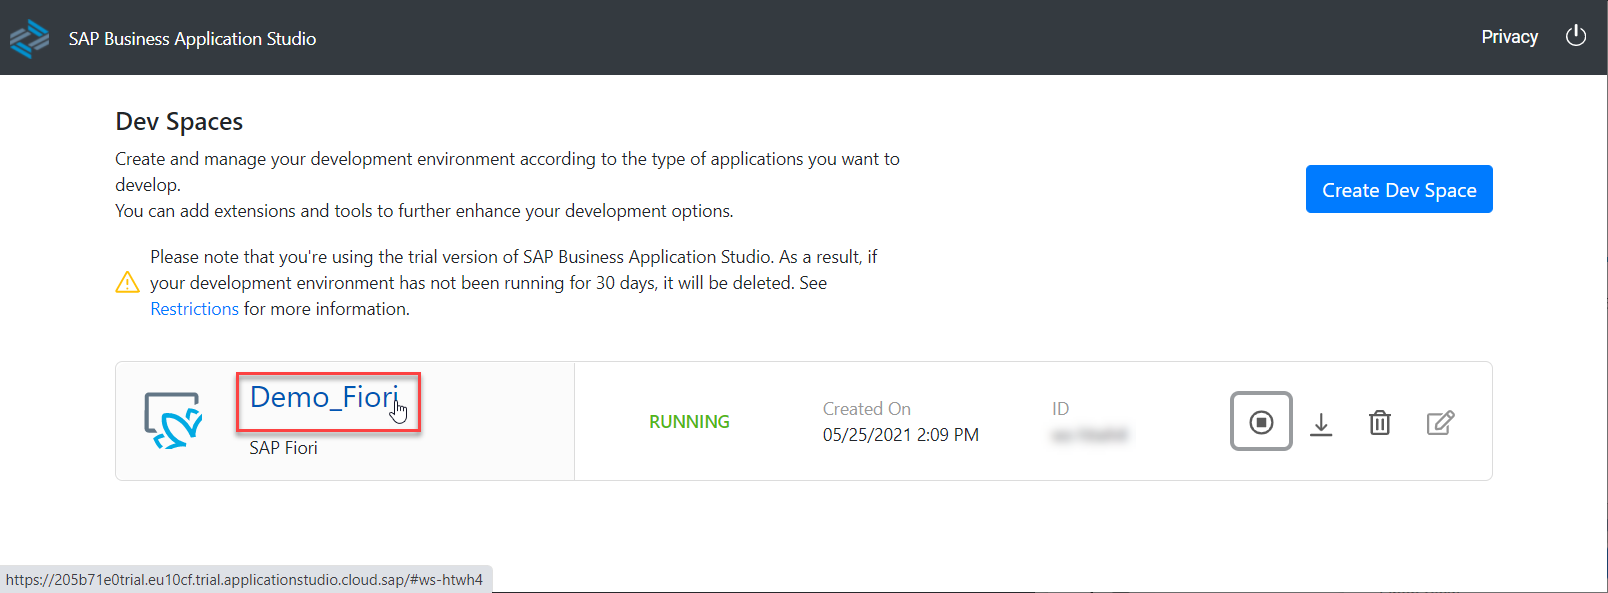 SAP Business Application Studio
Privacy
Dev Spaces
Create and manage your development environment according to the type of applications you want to
develop.
You can add extensions and tools to further enhance your development options.
Create Dev Space
Please note that you're using the trial version of SAP Business Application Studio. As a result, if
your development environment has not been running for 30 days, it will be deleted. See
Restrictions for more information.
Demo_Fiori
SAP Fiori
RUNNING
Created On
05/25/2021 2:09 PM
ID
https://205b71e0trial.eu10cf.trial.applicationstudio.cloud.sap/#ws-htwh4